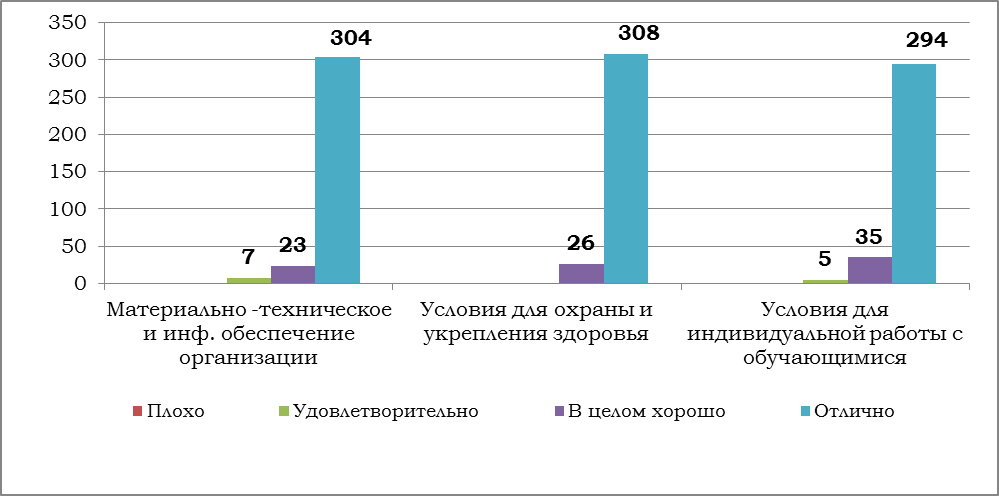 350
300
250
200
150
100
50
0
304
308
294
7
23
26
5
35
Материально -техническое
и инф. обеспечение
организации
Условия для охраны и
укрепления здоровья
Условия для
индивидуальной работы с
обучающимися
Плохо
Удовлетворительно
В целом хорошо
Отлично